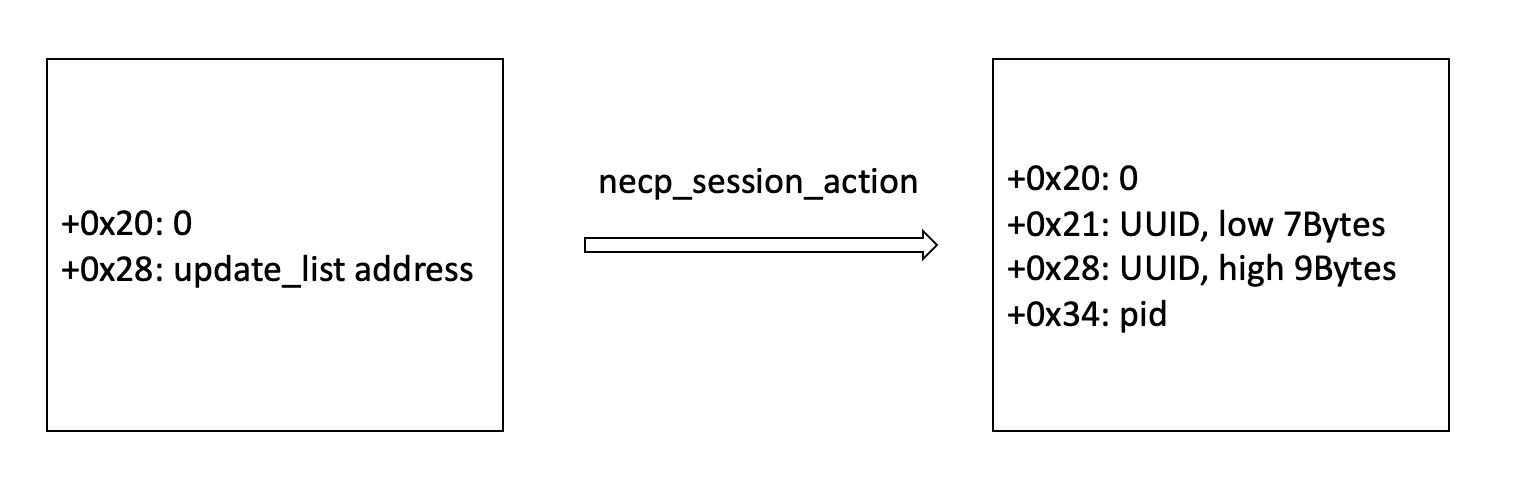 +0x20: 0
+0x28: update_list address
necp_session_action
+0x20: 0
+0x21: UUID, low 7Bytes
+0x28: UUID, high 9Bytes
+0x34: pid